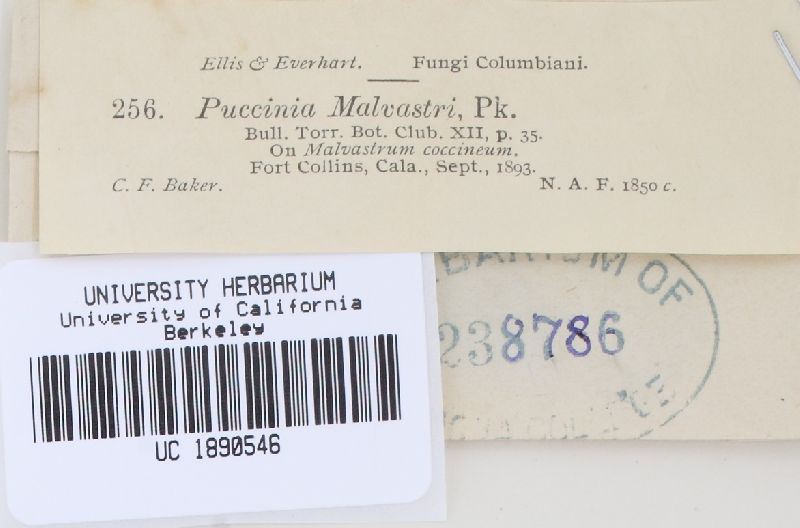 Ellis & Everhart. Fungi Columbiani.
256. Puccinia Malvastri, Pk.
Bull. Torr. Bot. Club. XII, p. 35.
On Malvastrum coccineum.
Fort Collins, Cala., Sept., 1893.
C. F. Baker. N. A. F. 1850 c.
UNIVERSITY HERBARIUM
University of California
Berkeley
UC 1890546
OF
238786